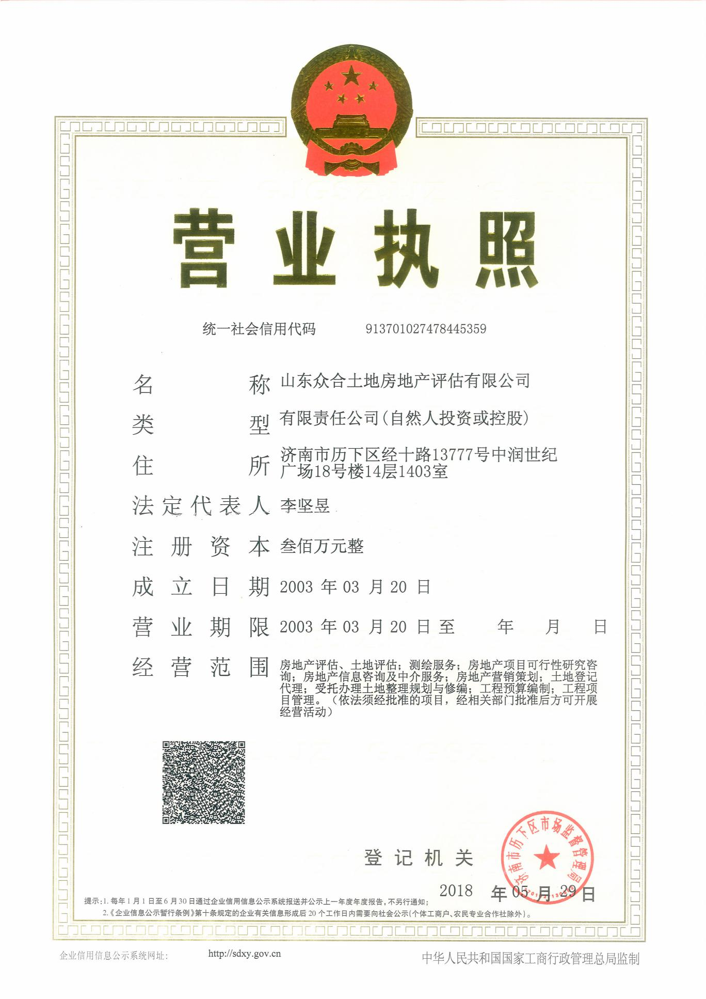 营业执照
统一社会信用代码 913701027478445359
名称 山东众合土地房地产评估有限公司
类型 有限责任公司(自然人投资或控股)
住所 济南市历下区经十路13777号中润世纪
广场18号楼14层1403室
法定代表人 李坚昱
注册资本 叁佰万元整
成立日期 2003 年 03 月 20 日
营业期限 2003 年 03 月 20 日 至 年 月 日
经营范围 房地产评估、土地评估；测绘服务；房地产项目可行性研究咨
询；房地产信息咨询及中介服务；房地产营销策划；土地登记
代理；受托办理土地整理规划与修编；工程预算编制；工程项
目管理。（依法须经批准的项目，经相关部门批准后方可开展
经营活动）
济南市历下区市场监督管理局
登记机关
2018 年 05 月 29 日
提示:1. 每年1月1日至6月30日通过企业信用信息公示系统报送并公示上一年度年度报告,不另行通知;
2.《企业信息公示暂行条例》第十条规定的企业有关信息形成后20个工作日内需要向社会公示(个体工商户、农民专业合作社除外)。
企业信用信息公示系统网址: http://sdxy.gov.cn
中华人民共和国国家工商行政管理总局监制